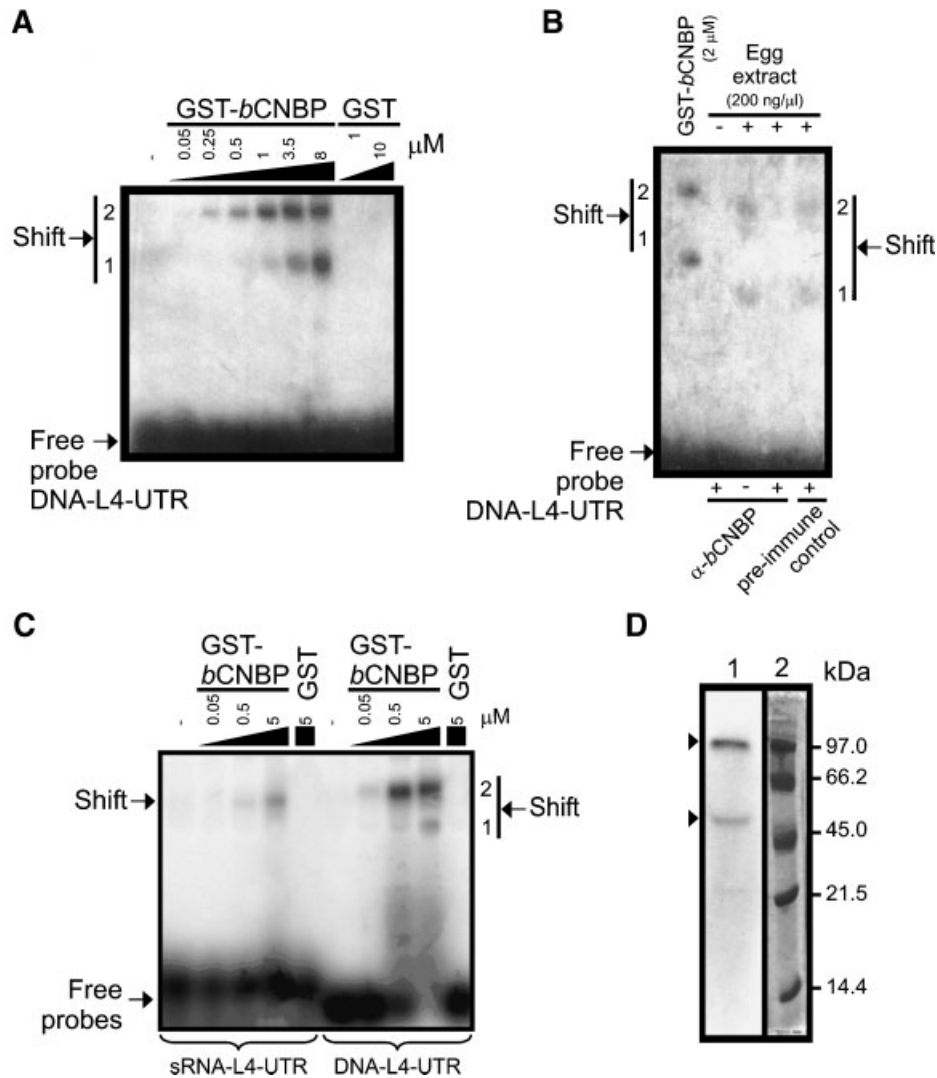 A
GST-bCNBP GST
- 0.05 0.25 0.5 1 3.5 8 1 10 μM
2
Shift
1
Free
probe
DNA-L4-UTR
B
GST-bCNBP
(2 μM)
Egg
extract
(200 ng/μl)
- + + +
2 2
Shift Shift
1 1
Free
probe
DNA-L4-UTR
+ - + +
α-bCNBP
pre-immune
control
C
GST-
bCNBP GST GST-
bCNBP GST
- 0.05 0.5 5 5 - 0.05 0.5 5 5 μM
Shift 2
1 Shift
Free
probes
sRNA-L4-UTR DNA-L4-UTR
D
1 2 kDa
97.0
66.2
45.0
21.5
14.4